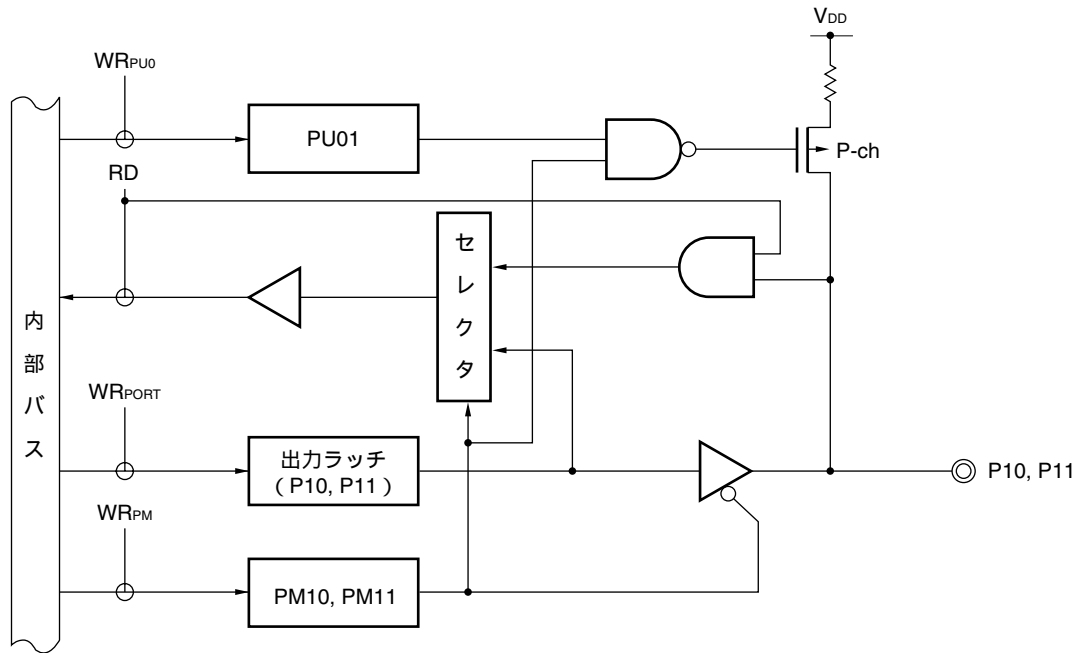 VDD
WRPU0
PU01
P-ch
RD
セレクタ
内部バス
WRPORT
出力ラッチ
（P10, P11）
P10, P11
WRPM
PM10, PM11